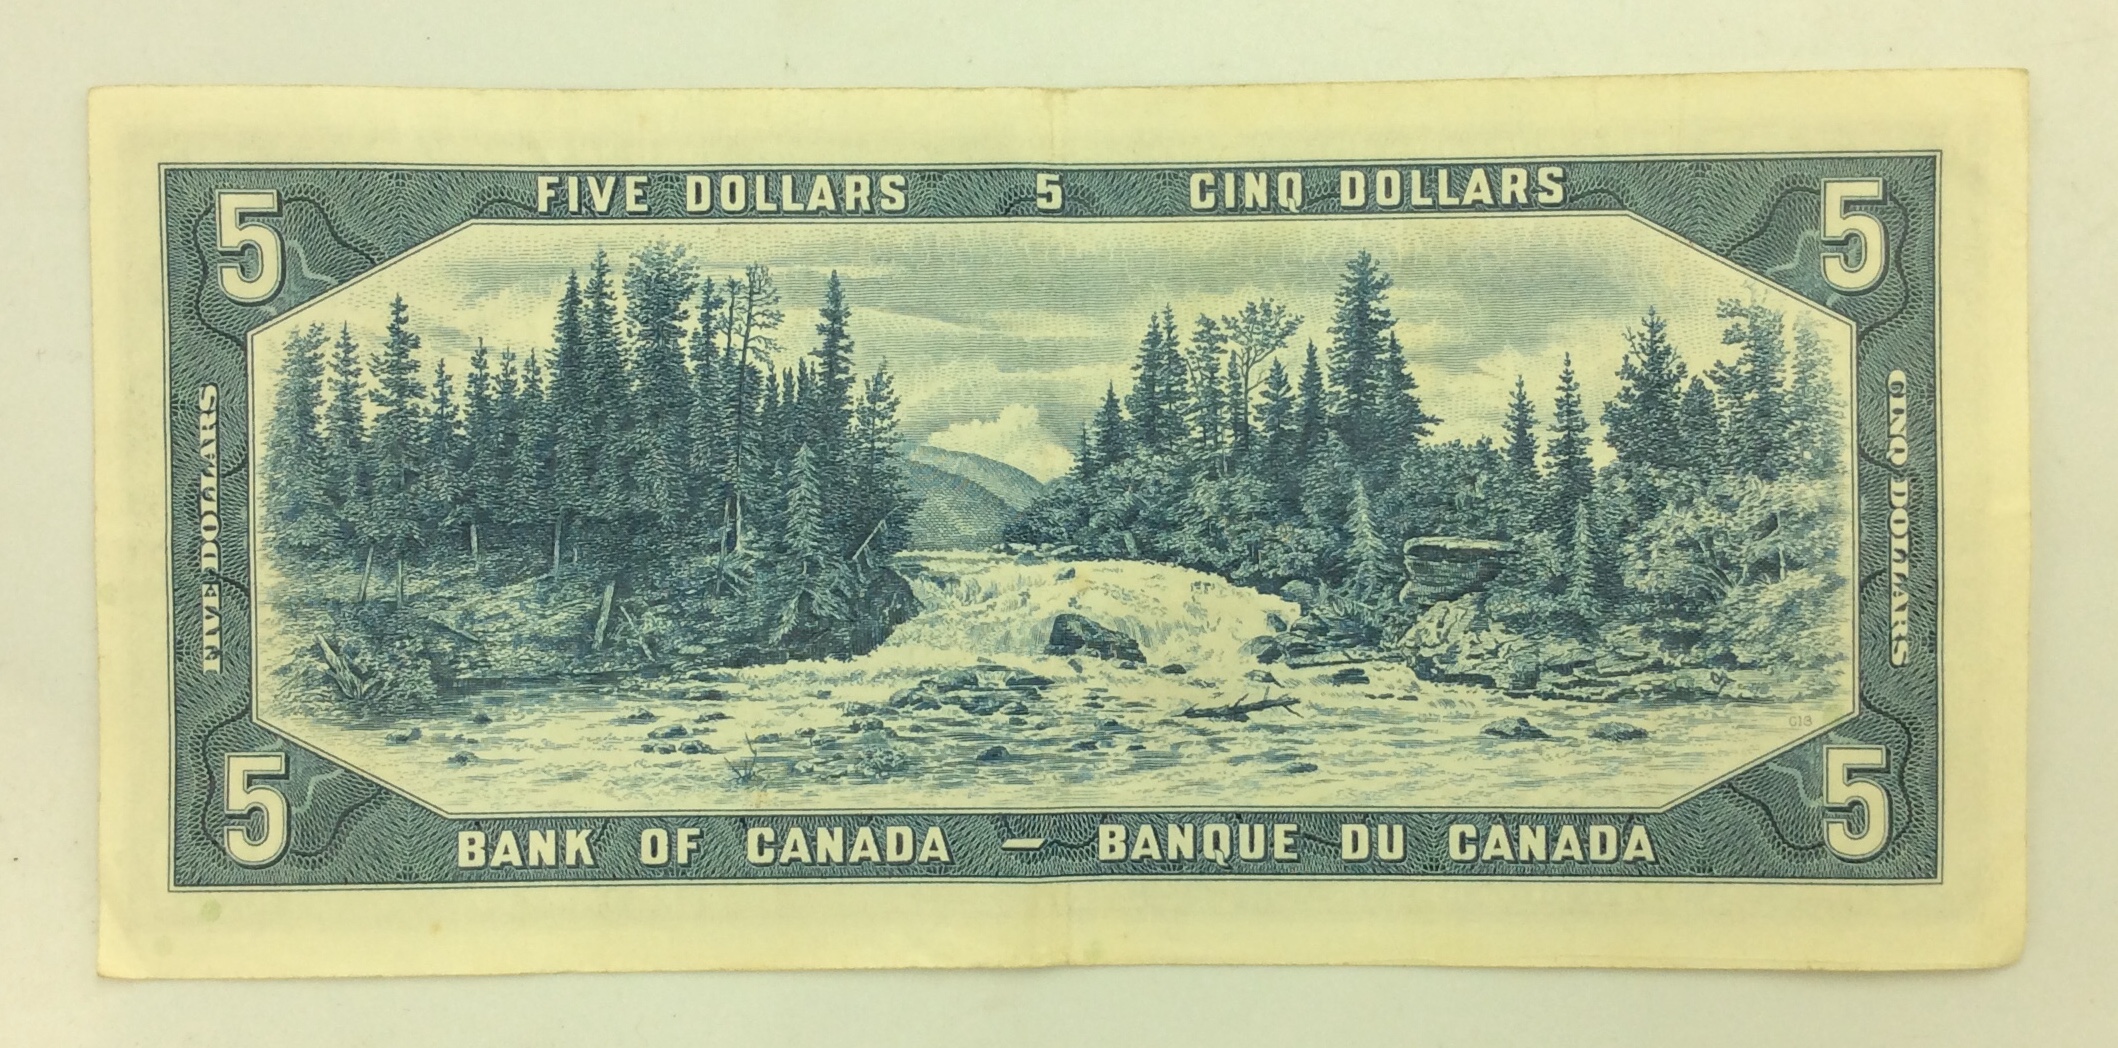 FIVE DOLLARS 5 CINQ DOLLARS
5 5
FIVE DOLLARS
CINQ DOLLARS
G13
5 5
BANK OF CANADA – BANQUE DU CANADA